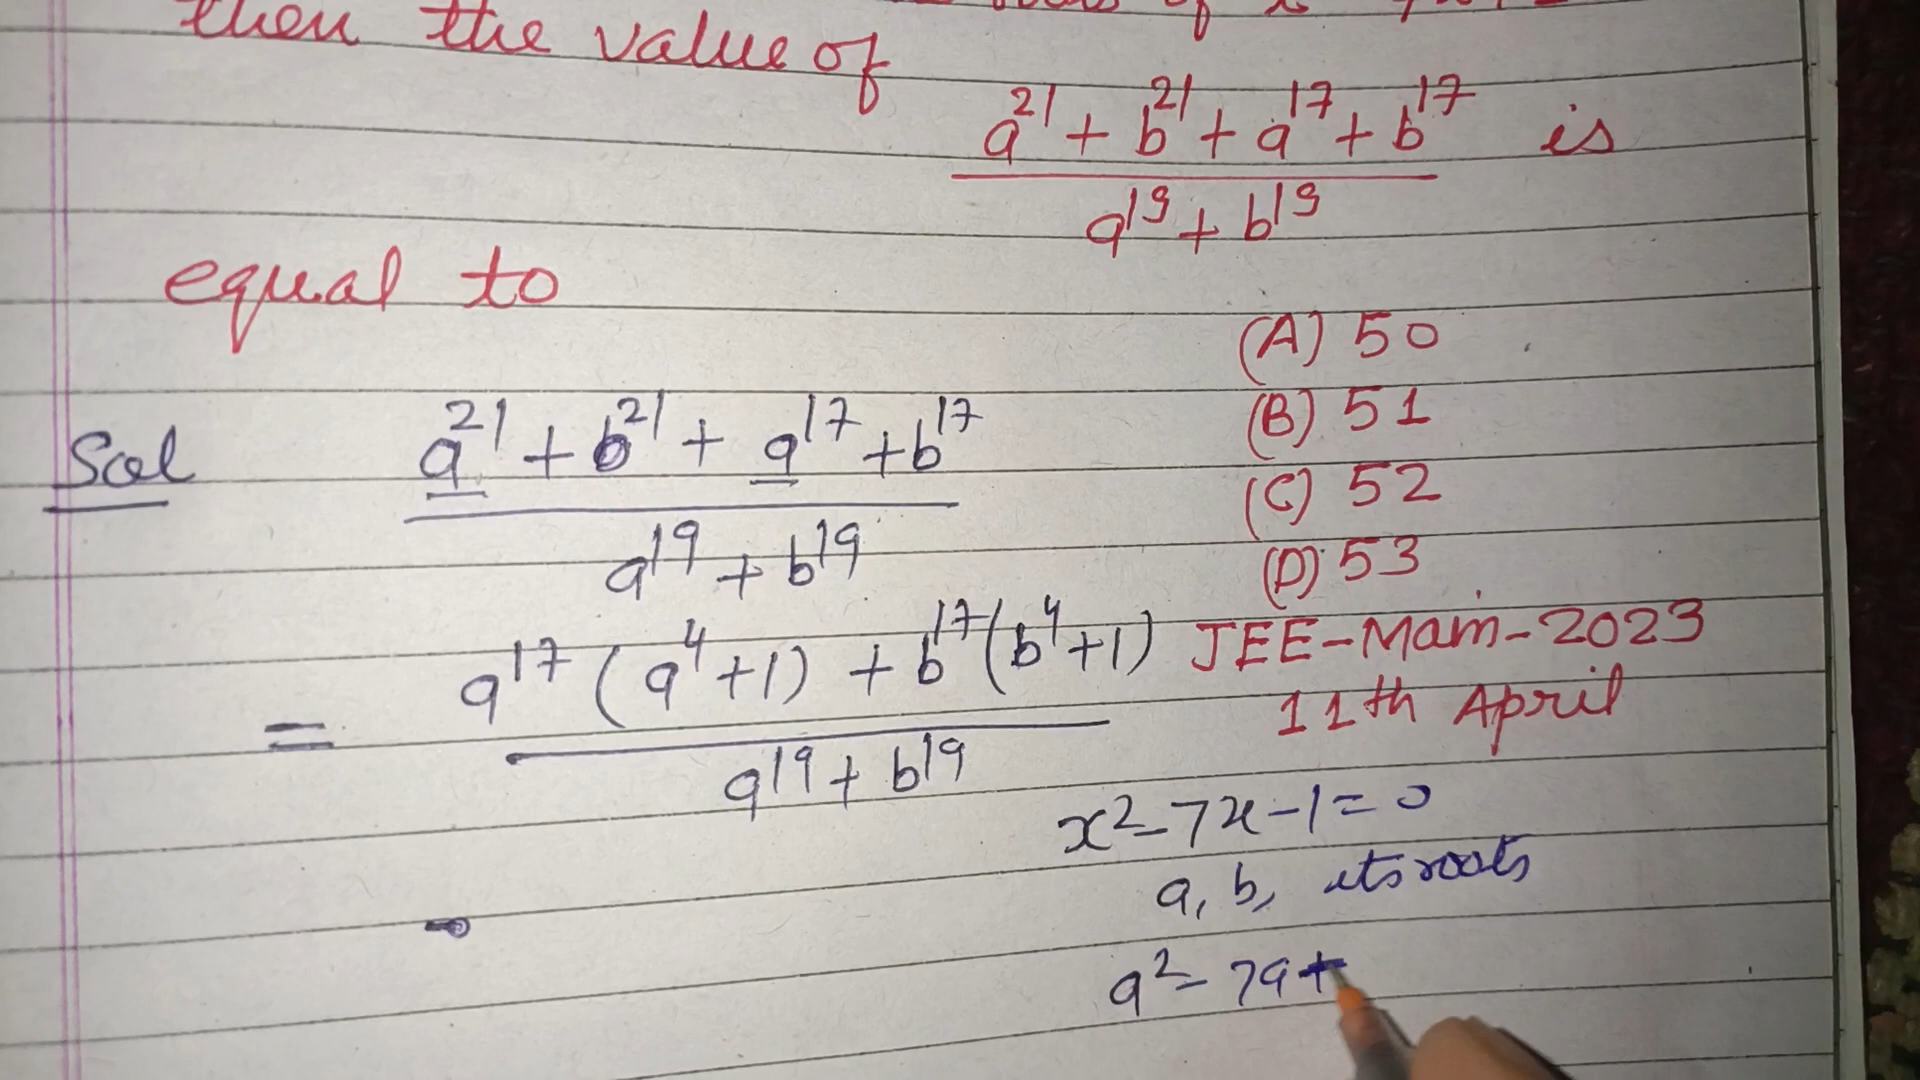 then the value of
a²¹ + b²¹ + a¹⁷ + b¹⁷ is
a¹⁹ + b¹⁹
equal to
(A) 50
(B) 51
(C) 52
(D) 53
Sol a²¹ + b²¹ + a¹⁷ + b¹⁷
a¹⁹ + b¹⁹
= a¹⁷ (a⁴ + 1) + b¹⁷ (b⁴ + 1)
a¹⁹ + b¹⁹
JEE-Main-2023
11th April
x² - 7x - 1 = 0
a, b, its roots
a² - 7a +